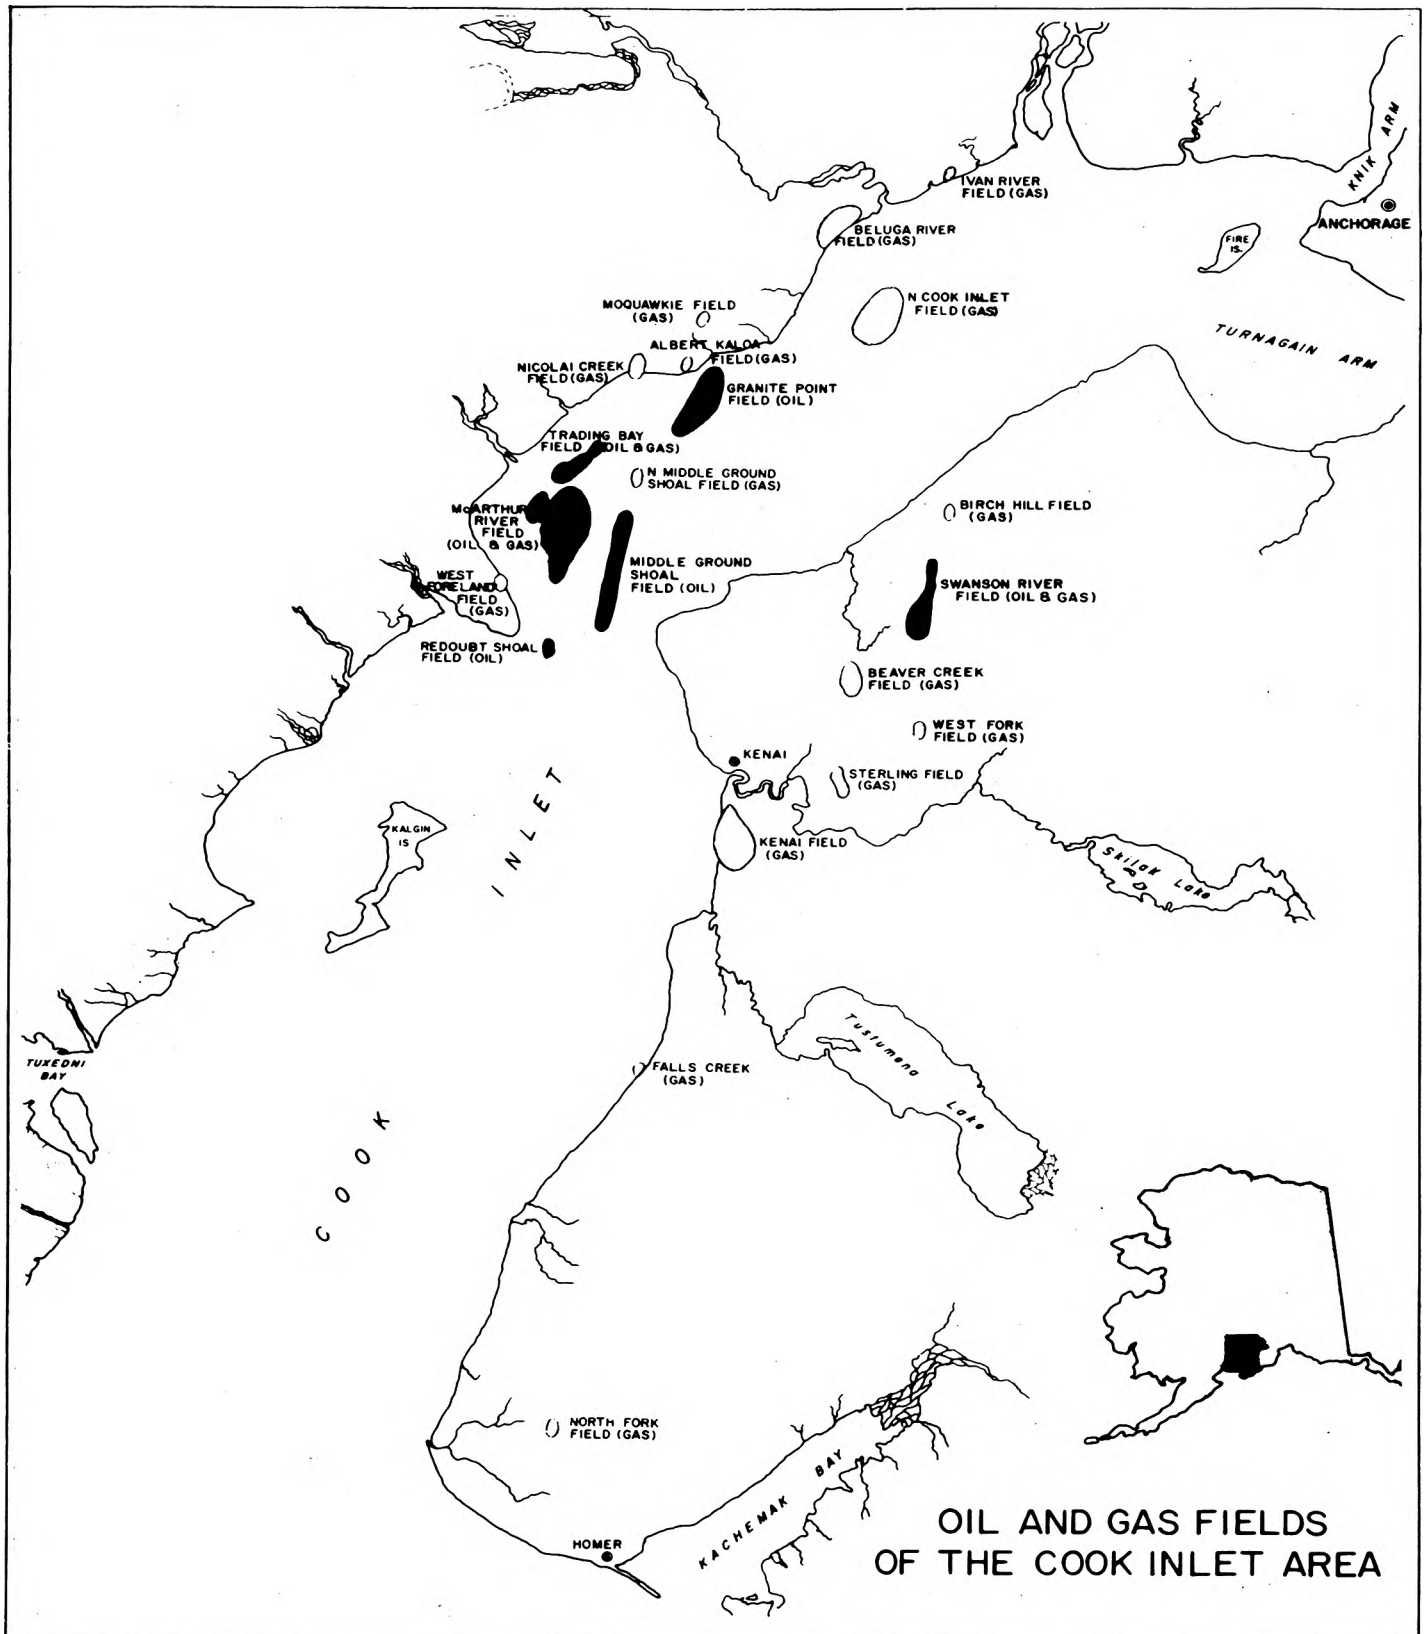 KNIK ARM
IVAN RIVER
FIELD (GAS)
ANCHORAGE
BELUGA RIVER
FIELD (GAS)
FIRE
IS.
N COOK INLET
FIELD (GAS)
MOQUAWKIE FIELD
(GAS)
TURNAGAIN ARM
ALBERT KALOA
FIELD (GAS)
NICOLAI CREEK
FIELD (GAS)
GRANITE POINT
FIELD (OIL)
TRADING BAY
FIELD (OIL & GAS)
N MIDDLE GROUND
SHOAL FIELD (GAS)
McARTHUR
RIVER
FIELD
(OIL & GAS)
BIRCH HILL FIELD
(GAS)
MIDDLE GROUND
SHOAL
FIELD (OIL)
WEST
FORELAND
FIELD
(GAS)
SWANSON RIVER
FIELD (OIL & GAS)
REDOUBT SHOAL
FIELD (OIL)
BEAVER CREEK
FIELD (GAS)
WEST FORK
FIELD (GAS)
KENAI
STERLING FIELD
(GAS)
KALGIN
IS
KENAI FIELD
(GAS)
Skilak Lake
COOK INLET
TUXEDNI
BAY
FALLS CREEK
(GAS)
Tustumena
Lake
NORTH FORK
FIELD (GAS)
KACHEMAK BAY
HOMER
OIL AND GAS FIELDS
OF THE COOK INLET AREA